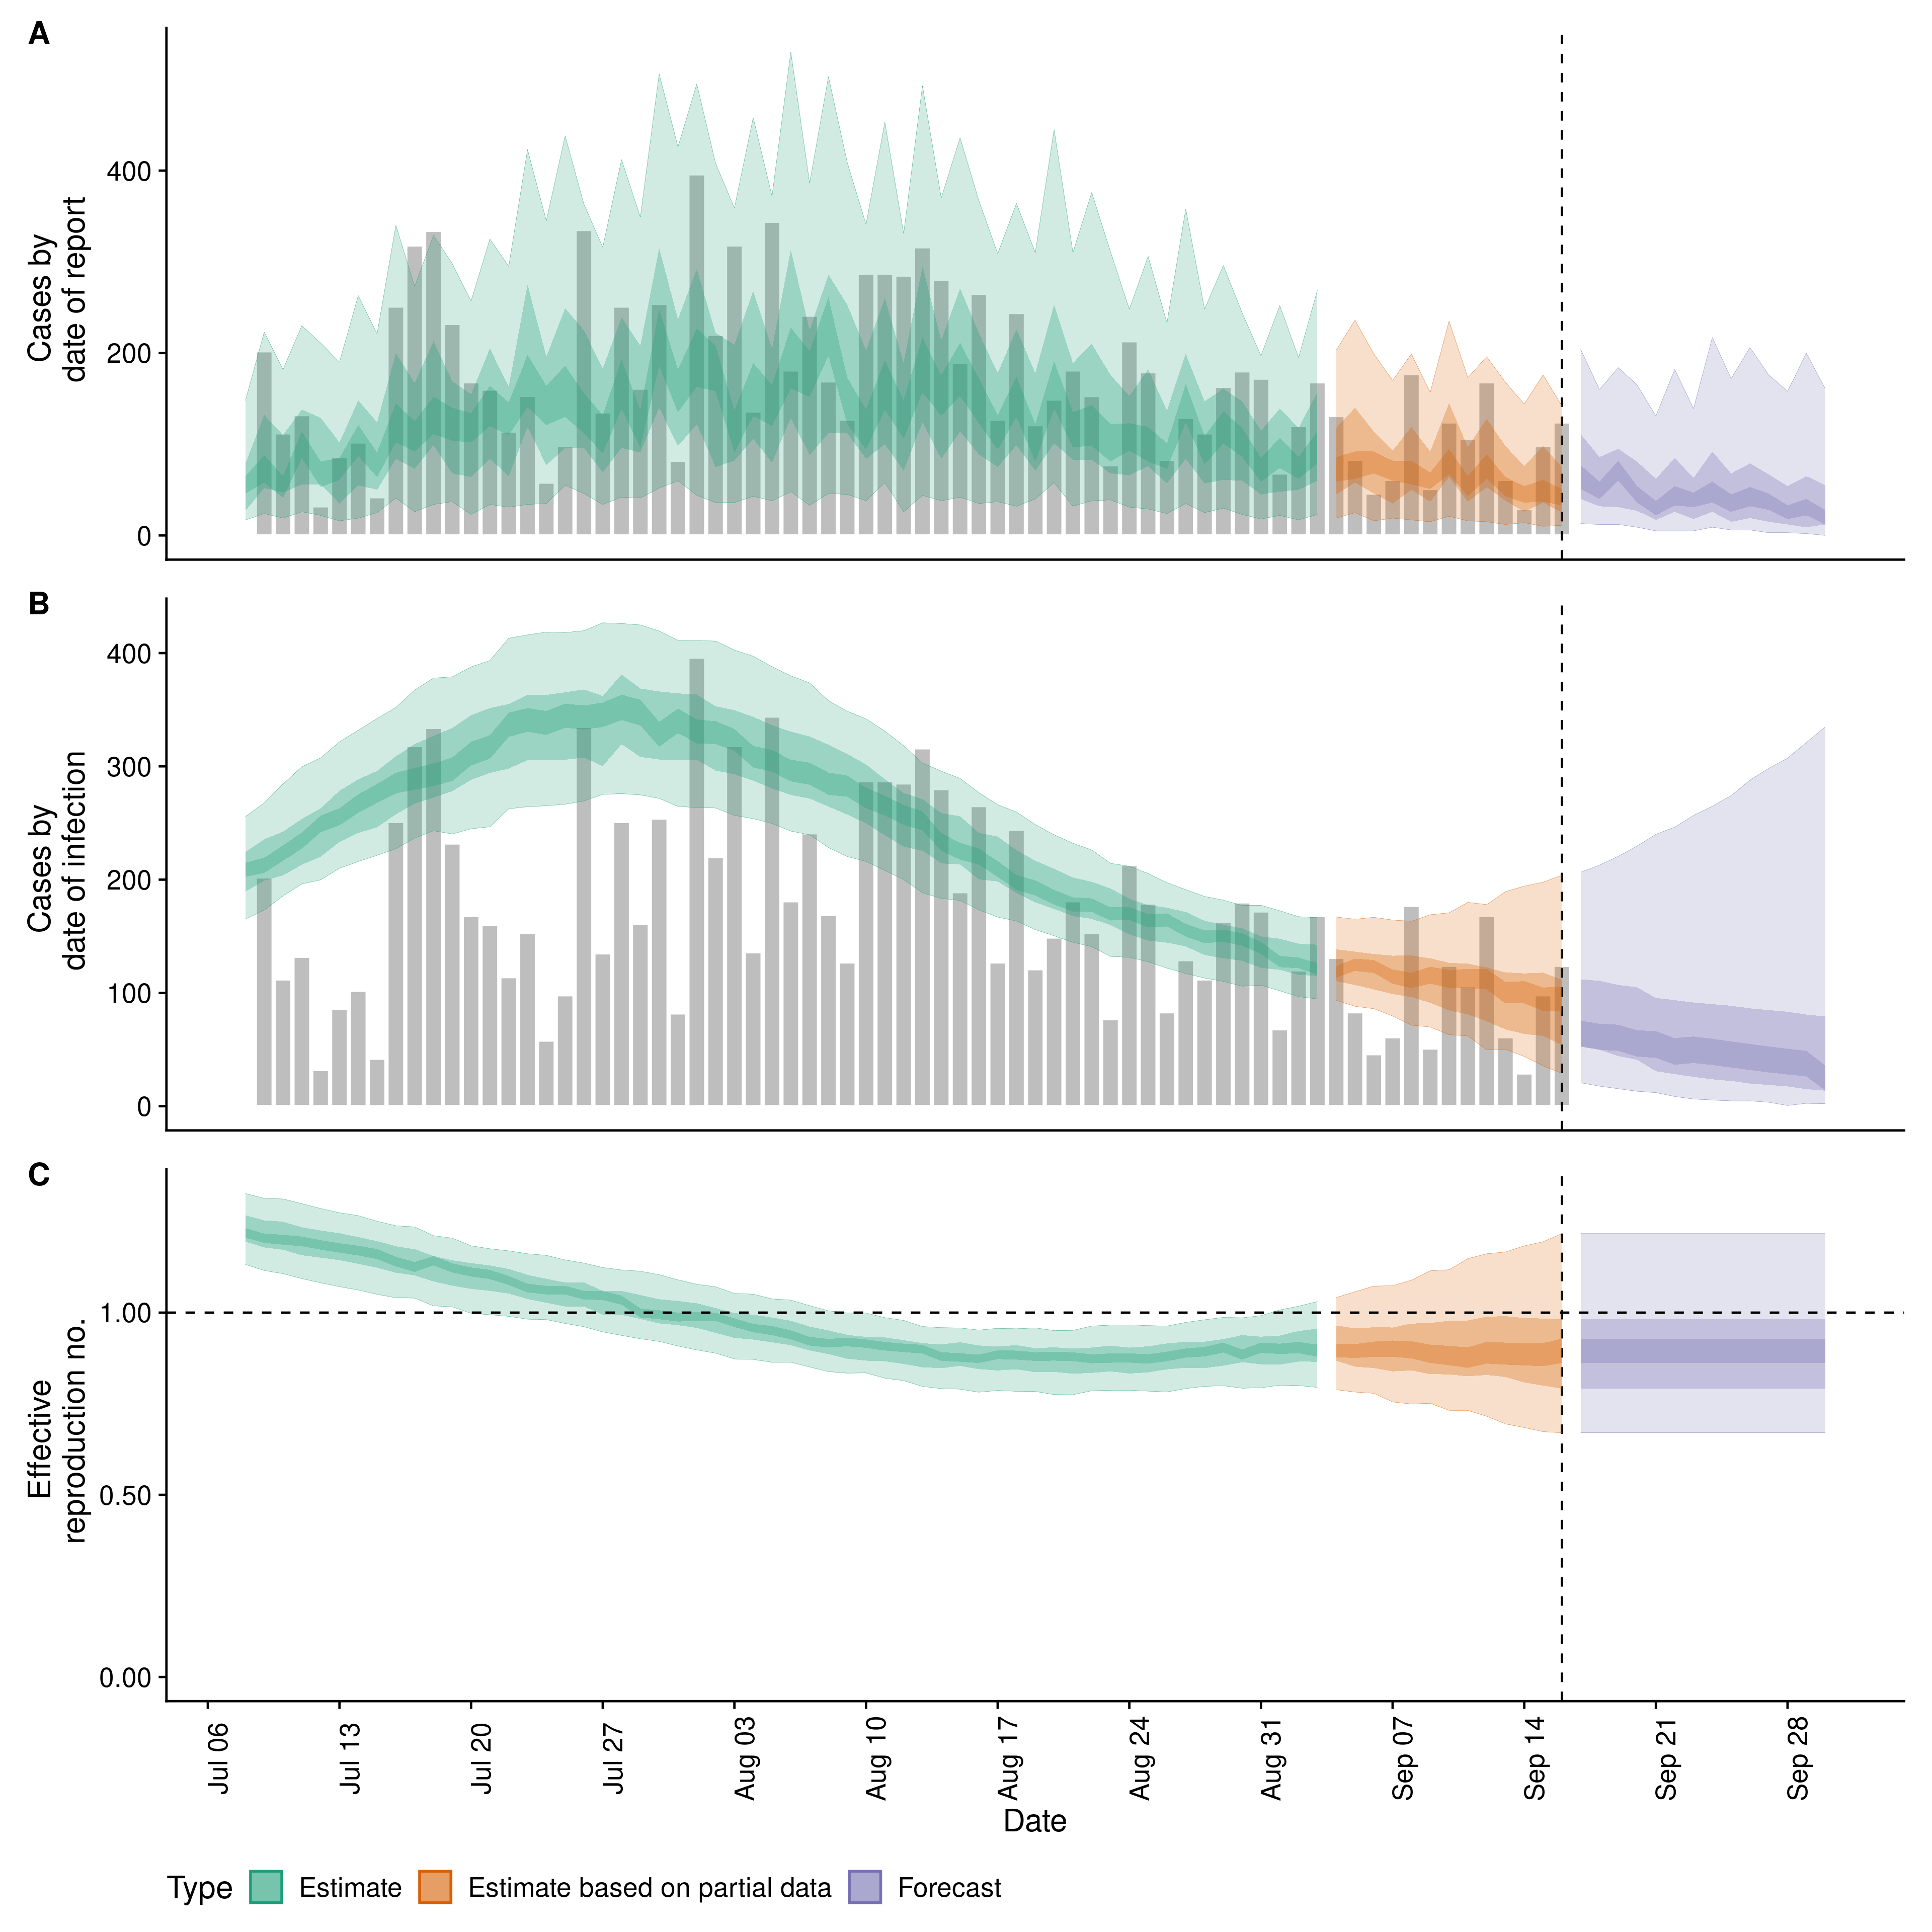 A
Cases by
date of report
400
200
0
B
Cases by
date of infection
400
300
200
100
0
C
Effective
reproduction no.
1.00
0.50
0.00
Jul 06
Jul 13
Jul 20
Jul 27
Aug 03
Aug 10
Aug 17
Aug 24
Aug 31
Sep 07
Sep 14
Sep 21
Sep 28
Date
Type Estimate Estimate based on partial data Forecast